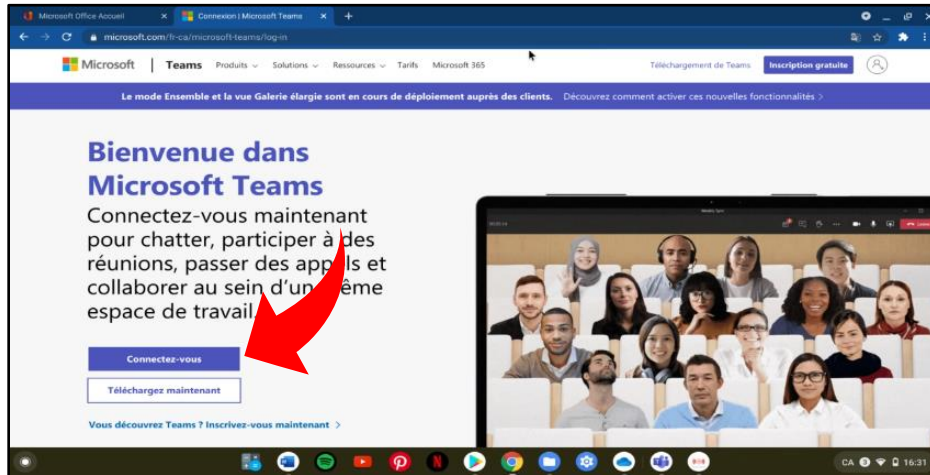 Microsoft Office Accueil
Connexion | Microsoft Teams
microsoft.com/fr-ca/microsoft-teams/log-in
Microsoft | Teams Produits Solutions Ressources Tarifs Microsoft 365 Téléchargement de Teams Inscription gratuite
Le mode Ensemble et la vue Galerie élargie sont en cours de déploiement auprès des clients. Découvrez comment activer ces nouvelles fonctionnalités >
Bienvenue dans
Microsoft Teams
Connectez-vous maintenant
pour chatter, participer à des
réunions, passer des appels et
collaborer au sein d'un même
espace de travail.
Connectez-vous
Téléchargez maintenant
Vous découvrez Teams ? Inscrivez-vous maintenant >
CA 16:31